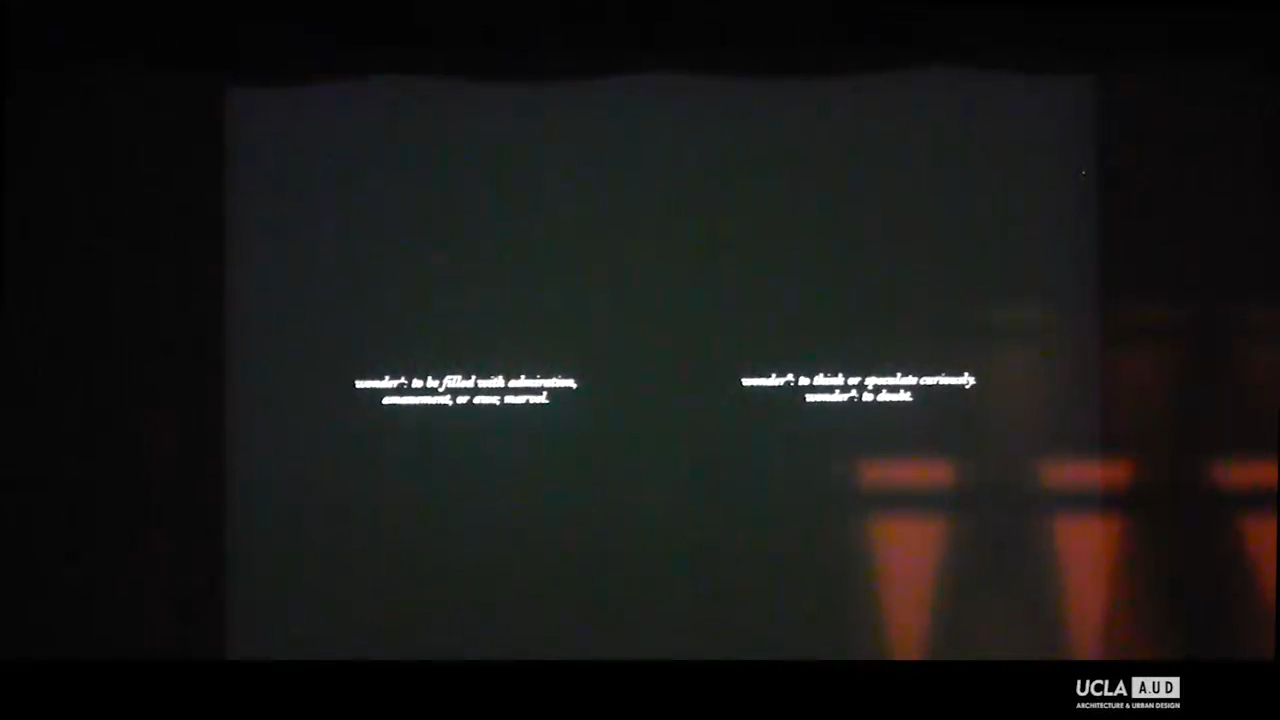 wonder¹: to be filled with admiration,
amazement, or awe; marvel.
wonder²: to think or speculate curiously.
wonder³: to doubt.
UCLA A.UD
ARCHITECTURE & URBAN DESIGN